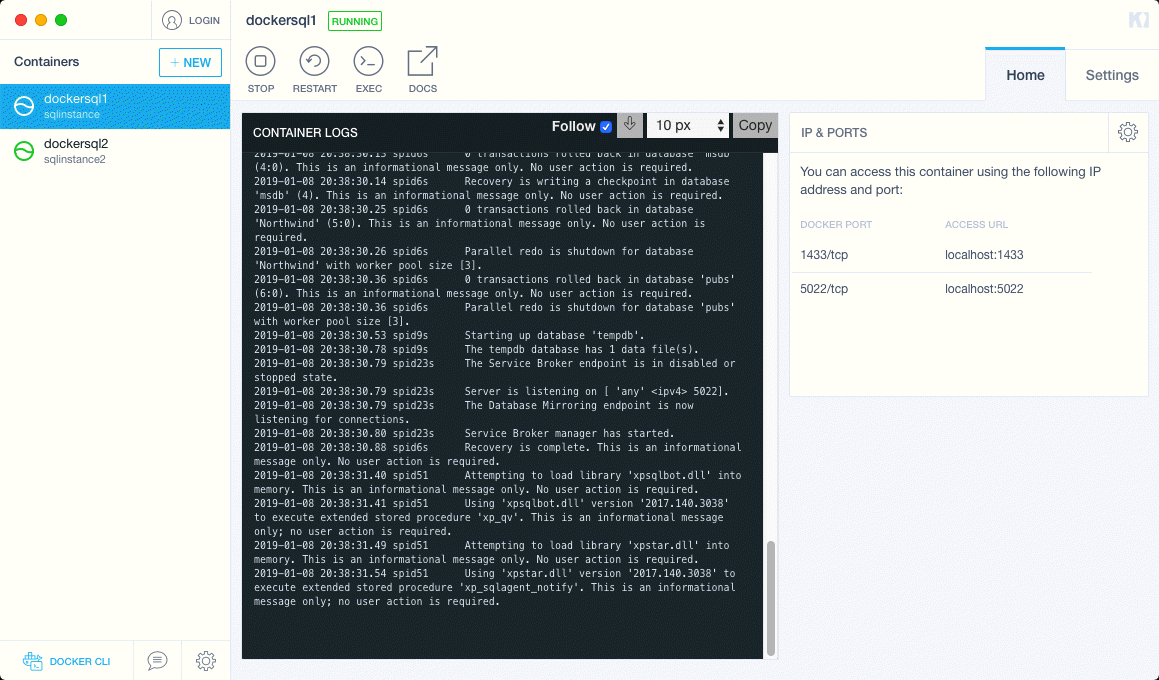 LOGIN
dockersql1 RUNNING
Containers
+ NEW
dockersql1
sqlinstance
dockersql2
sqlinstance2
STOP RESTART EXEC DOCS
Home Settings
CONTAINER LOGS Follow 10 px Copy
2019-01-08 20:38:30.13 spid6s 0 transactions rolled back in database 'msdb'
(4:0). This is an informational message only. No user action is required.
2019-01-08 20:38:30.14 spid6s Recovery is writing a checkpoint in database
'msdb' (4). This is an informational message only. No user action is required.
2019-01-08 20:38:30.25 spid6s 0 transactions rolled back in database
'Northwind' (5:0). This is an informational message only. No user action is
required.
2019-01-08 20:38:30.26 spid6s Parallel redo is shutdown for database
'Northwind' with worker pool size [3].
2019-01-08 20:38:30.36 spid6s 0 transactions rolled back in database 'pubs'
(6:0). This is an informational message only. No user action is required.
2019-01-08 20:38:30.36 spid6s Parallel redo is shutdown for database 'pubs'
with worker pool size [3].
2019-01-08 20:38:30.53 spid9s Starting up database 'tempdb'.
2019-01-08 20:38:30.78 spid9s The tempdb database has 1 data file(s).
2019-01-08 20:38:30.79 spid23s The Service Broker endpoint is in disabled or
stopped state.
2019-01-08 20:38:30.79 spid23s Server is listening on [ 'any' <ipv4> 5022].
2019-01-08 20:38:30.79 spid23s The Database Mirroring endpoint is now
listening for connections.
2019-01-08 20:38:30.80 spid23s Service Broker manager has started.
2019-01-08 20:38:30.88 spid6s Recovery is complete. This is an informational
message only. No user action is required.
2019-01-08 20:38:31.40 spid51 Attempting to load library 'xpsqlbot.dll' into
memory. This is an informational message only. No user action is required.
2019-01-08 20:38:31.41 spid51 Using 'xpsqlbot.dll' version '2017.140.3038'
to execute extended stored procedure 'xp_qv'. This is an informational message
only; no user action is required.
2019-01-08 20:38:31.49 spid51 Attempting to load library 'xpstar.dll' into
memory. This is an informational message only. No user action is required.
2019-01-08 20:38:31.54 spid51 Using 'xpstar.dll' version '2017.140.3038' to
execute extended stored procedure 'xp_sqlagent_notify'. This is an informational
message only; no user action is required.
IP & PORTS
You can access this container using the following IP
address and port:
DOCKER PORT ACCESS URL
1433/tcp localhost:1433
5022/tcp localhost:5022
DOCKER CLI